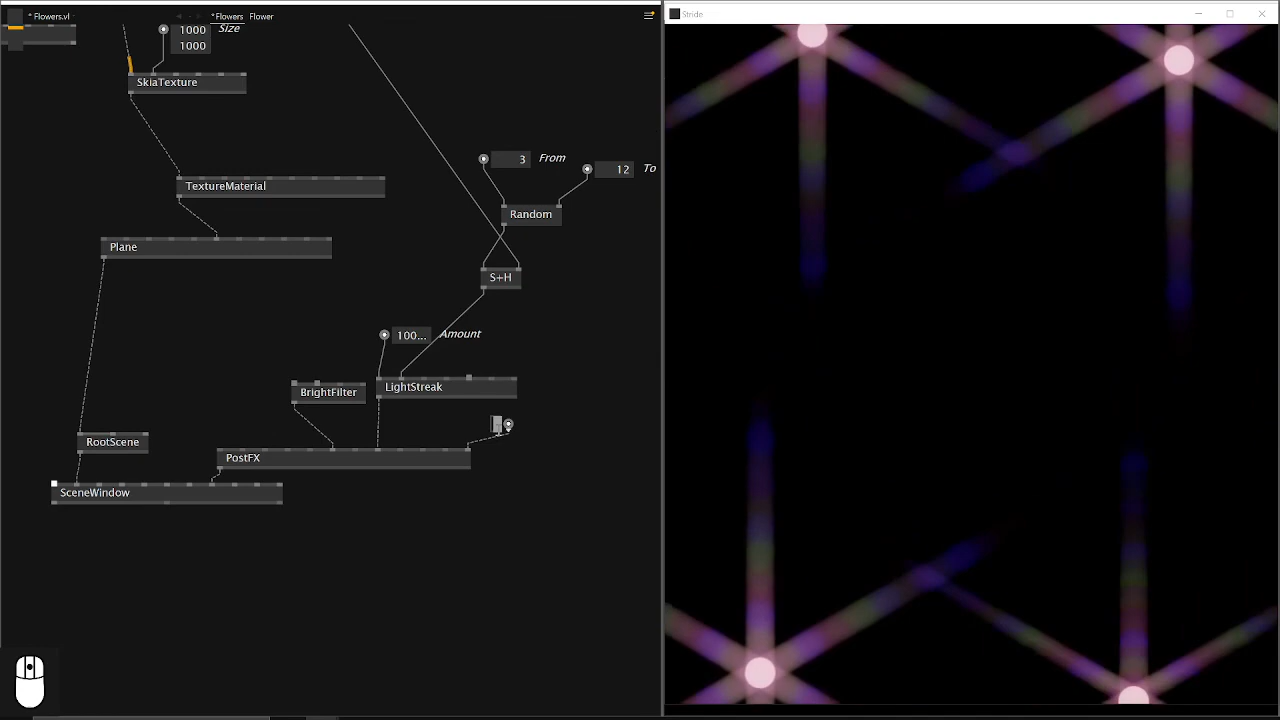 * Flowers.vl
*Flowers
Flower
Stride
1000
1000
Size
SkiaTexture
3
From
12
To
TextureMaterial
Random
Plane
S+H
100...
Amount
LightStreak
BrightFilter
RootScene
PostFX
SceneWindow